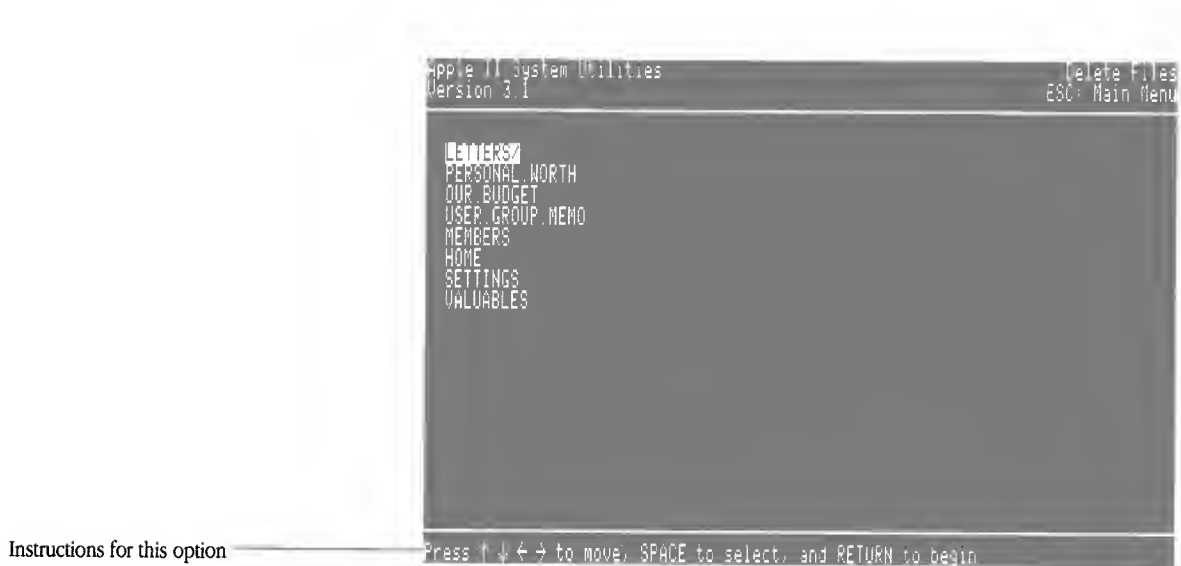 Apple II System Utilities
Delete Files
Version 3.1
ESC: Main Menu
LETTERS/
PERSONAL.WORTH
OUR.BUDGET
USER.GROUP.MEMO
MEMBERS
HOME
SETTINGS
VALUABLES
Instructions for this option
Press ↑ ↓ ← → to move, SPACE to select, and RETURN to begin